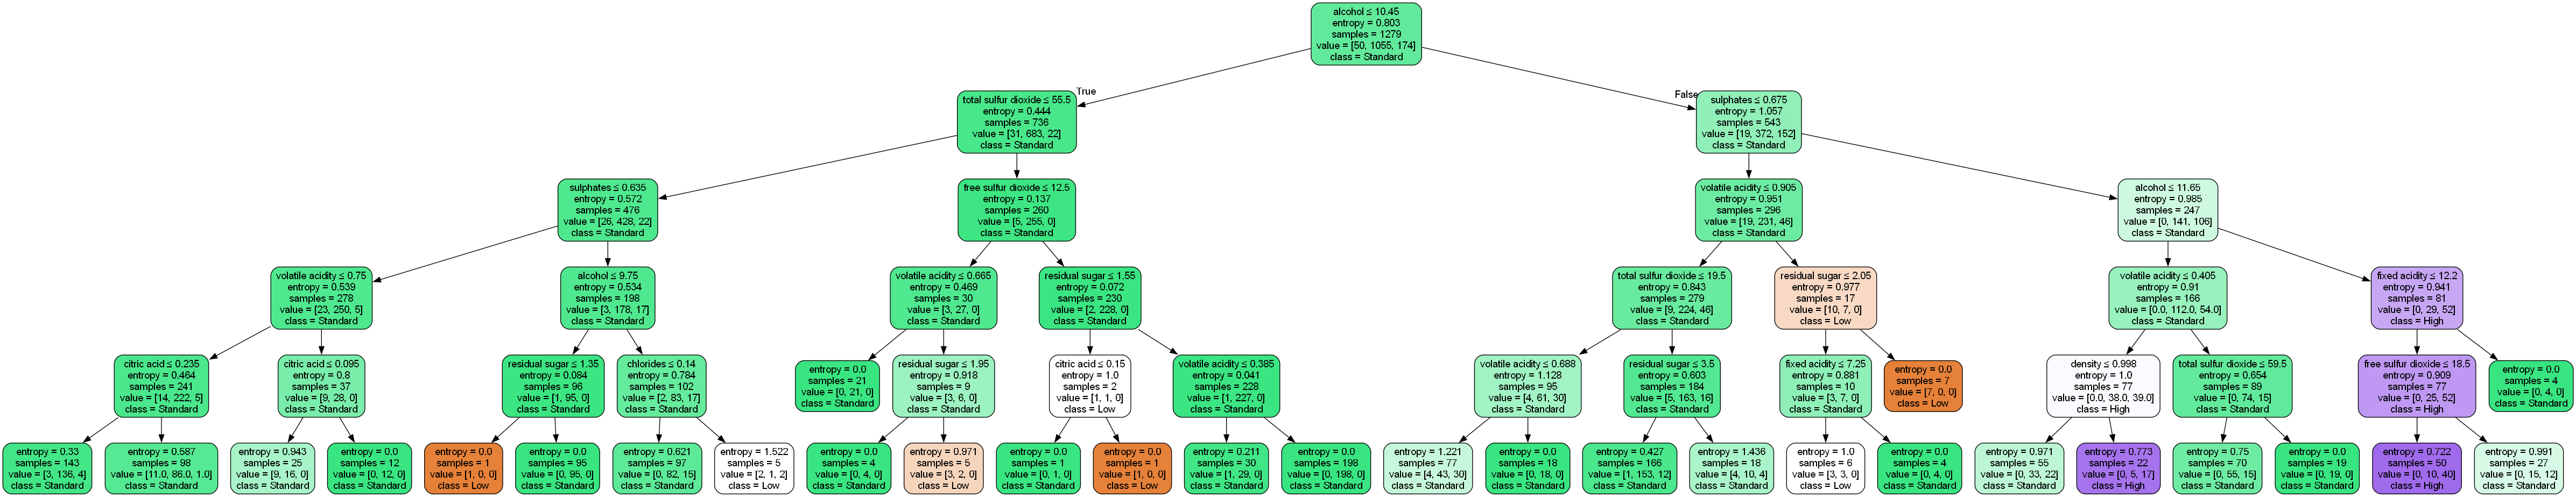 alcohol ≤ 10.45
entropy = 0.803
samples = 1279
value = [50, 1055, 174]
class = Standard
True
False
total sulfur dioxide ≤ 55.5
entropy = 0.444
samples = 736
value = [31, 683, 22]
class = Standard
sulphates ≤ 0.675
entropy = 1.057
samples = 543
value = [19, 372, 152]
class = Standard
sulphates ≤ 0.635
entropy = 0.572
samples = 476
value = [26, 428, 22]
class = Standard
free sulfur dioxide ≤ 12.5
entropy = 0.137
samples = 260
value = [5, 255, 0]
class = Standard
volatile acidity ≤ 0.905
entropy = 0.951
samples = 296
value = [19, 231, 46]
class = Standard
alcohol ≤ 11.65
entropy = 0.985
samples = 247
value = [0, 141, 106]
class = Standard
volatile acidity ≤ 0.75
entropy = 0.539
samples = 278
value = [23, 250, 5]
class = Standard
alcohol ≤ 9.75
entropy = 0.534
samples = 198
value = [3, 178, 17]
class = Standard
volatile acidity ≤ 0.665
entropy = 0.469
samples = 30
value = [3, 27, 0]
class = Standard
residual sugar ≤ 1.55
entropy = 0.072
samples = 230
value = [2, 228, 0]
class = Standard
total sulfur dioxide ≤ 19.5
entropy = 0.843
samples = 279
value = [9, 224, 46]
class = Standard
residual sugar ≤ 2.05
entropy = 0.977
samples = 17
value = [10, 7, 0]
class = Low
volatile acidity ≤ 0.405
entropy = 0.91
samples = 166
value = [0.0, 112.0, 54.0]
class = Standard
fixed acidity ≤ 12.2
entropy = 0.941
samples = 81
value = [0, 29, 52]
class = High
citric acid ≤ 0.235
entropy = 0.464
samples = 241
value = [14, 222, 5]
class = Standard
citric acid ≤ 0.095
entropy = 0.8
samples = 37
value = [9, 28, 0]
class = Standard
residual sugar ≤ 1.35
entropy = 0.084
samples = 96
value = [1, 95, 0]
class = Standard
chlorides ≤ 0.14
entropy = 0.784
samples = 102
value = [2, 83, 17]
class = Standard
entropy = 0.0
samples = 21
value = [0, 21, 0]
class = Standard
residual sugar ≤ 1.95
entropy = 0.918
samples = 9
value = [3, 6, 0]
class = Standard
citric acid ≤ 0.15
entropy = 1.0
samples = 2
value = [1, 1, 0]
class = Low
volatile acidity ≤ 0.385
entropy = 0.041
samples = 228
value = [1, 227, 0]
class = Standard
volatile acidity ≤ 0.688
entropy = 1.128
samples = 95
value = [4, 61, 30]
class = Standard
residual sugar ≤ 3.5
entropy = 0.603
samples = 184
value = [5, 163, 16]
class = Standard
fixed acidity ≤ 7.25
entropy = 0.881
samples = 10
value = [3, 7, 0]
class = Standard
entropy = 0.0
samples = 7
value = [7, 0, 0]
class = Low
density ≤ 0.998
entropy = 1.0
samples = 77
value = [0.0, 38.0, 39.0]
class = High
total sulfur dioxide ≤ 59.5
entropy = 0.654
samples = 89
value = [0, 74, 15]
class = Standard
free sulfur dioxide ≤ 18.5
entropy = 0.909
samples = 77
value = [0, 25, 52]
class = High
entropy = 0.0
samples = 4
value = [0, 4, 0]
class = Standard
entropy = 0.33
samples = 143
value = [3, 136, 4]
class = Standard
entropy = 0.587
samples = 98
value = [11.0, 86.0, 1.0]
class = Standard
entropy = 0.943
samples = 25
value = [9, 16, 0]
class = Standard
entropy = 0.0
samples = 12
value = [0, 12, 0]
class = Standard
entropy = 0.0
samples = 1
value = [1, 0, 0]
class = Low
entropy = 0.0
samples = 95
value = [0, 95, 0]
class = Standard
entropy = 0.621
samples = 97
value = [0, 82, 15]
class = Standard
entropy = 1.522
samples = 5
value = [2, 1, 2]
class = Low
entropy = 0.0
samples = 4
value = [0, 4, 0]
class = Standard
entropy = 0.971
samples = 5
value = [3, 2, 0]
class = Low
entropy = 0.0
samples = 1
value = [0, 1, 0]
class = Standard
entropy = 0.0
samples = 1
value = [1, 0, 0]
class = Low
entropy = 0.211
samples = 30
value = [1, 29, 0]
class = Standard
entropy = 0.0
samples = 198
value = [0, 198, 0]
class = Standard
entropy = 1.221
samples = 77
value = [4, 43, 30]
class = Standard
entropy = 0.0
samples = 18
value = [0, 18, 0]
class = Standard
entropy = 0.427
samples = 166
value = [1, 153, 12]
class = Standard
entropy = 1.436
samples = 18
value = [4, 10, 4]
class = Standard
entropy = 1.0
samples = 6
value = [3, 3, 0]
class = Low
entropy = 0.0
samples = 4
value = [0, 4, 0]
class = Standard
entropy = 0.971
samples = 55
value = [0, 33, 22]
class = Standard
entropy = 0.773
samples = 22
value = [0, 5, 17]
class = High
entropy = 0.75
samples = 70
value = [0, 55, 15]
class = Standard
entropy = 0.0
samples = 19
value = [0, 19, 0]
class = Standard
entropy = 0.722
samples = 50
value = [0, 10, 40]
class = High
entropy = 0.991
samples = 27
value = [0, 15, 12]
class = Standard